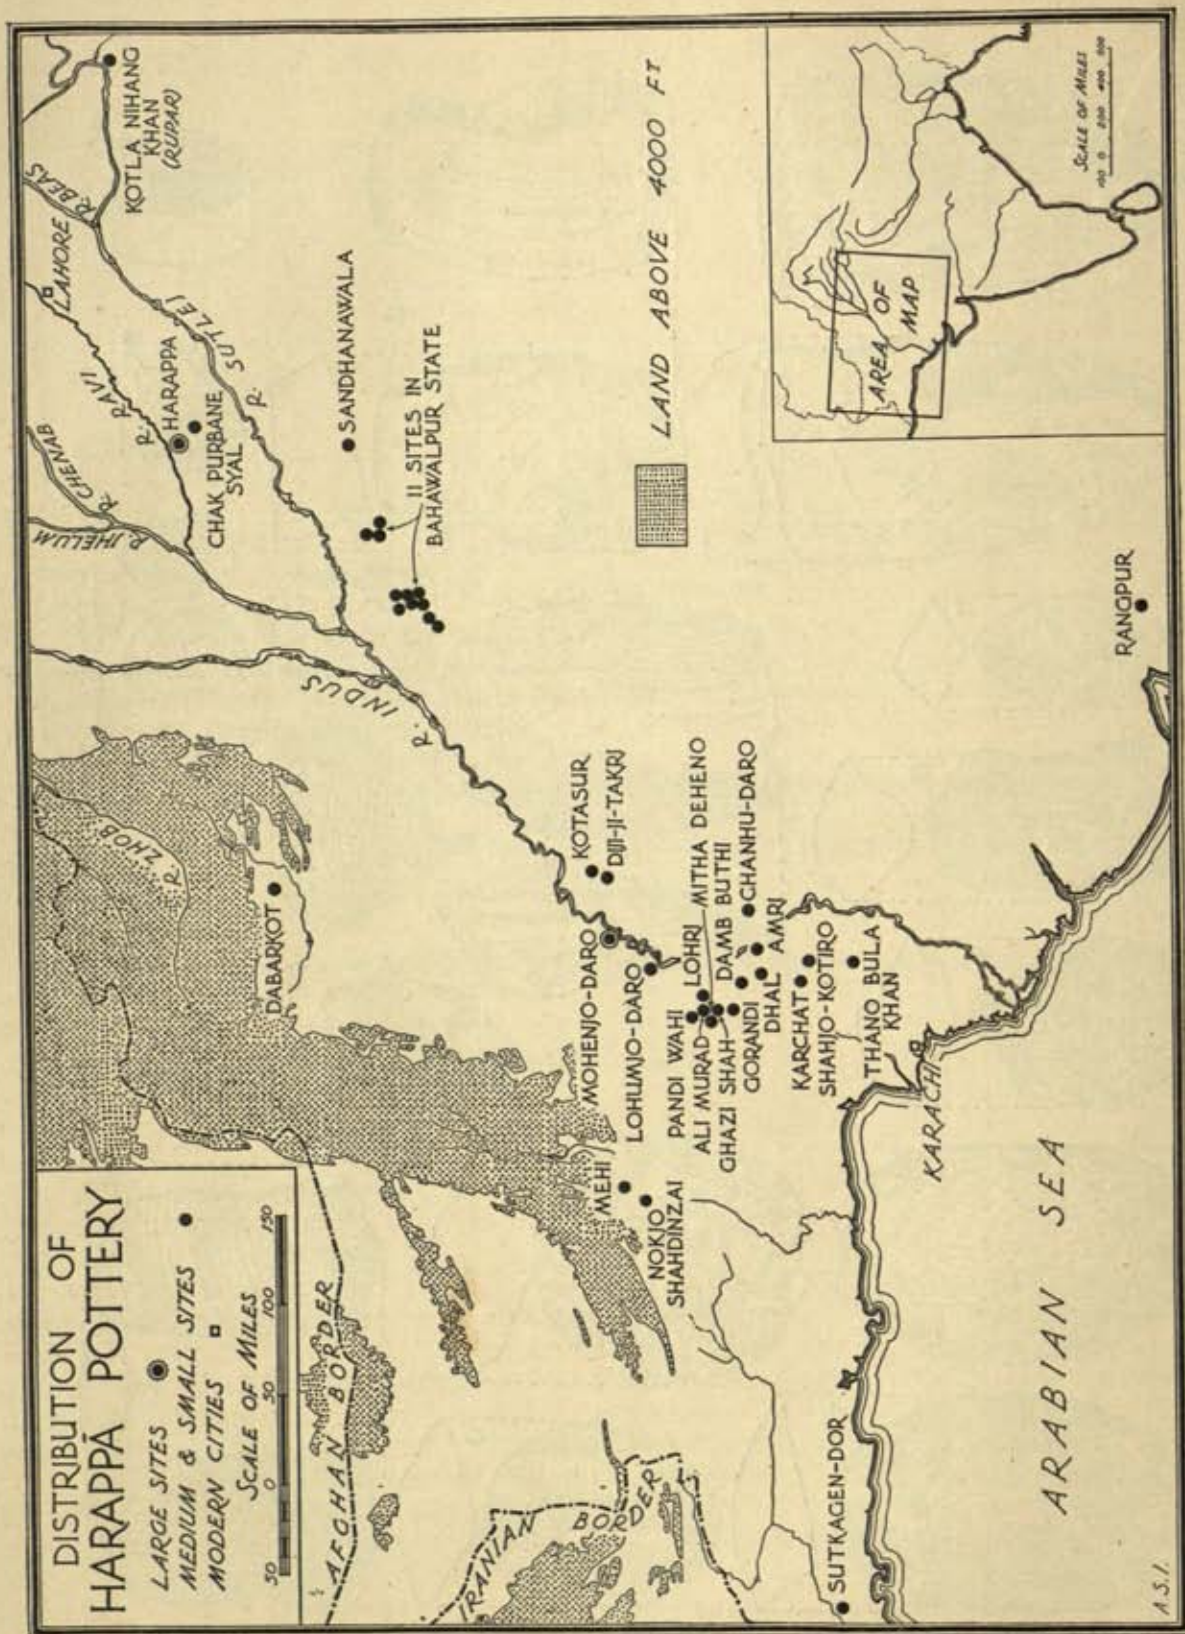 DISTRIBUTION OF
HARAPPĀ POTTERY
LARGE SITES
MEDIUM & SMALL SITES
MODERN CITIES
SCALE OF MILES
50 0 50 100 150
AFGHAN BORDER
IRANIAN BORDER
R. ZHOB
DABARKOT
R. JHELUM
R. CHENAB
R. RAVI
LAHORE
R. BEAS
R. SUTLEJ
R. INDUS
HARAPPA
CHAK PURBANE
SYAL
KOTLA NIHANG
KHAN
(RUPAR)
SANDHANAWALA
11 SITES IN
BAHAWALPUR STATE
KOTASUR
DIJI-JI-TAKRI
MOHENJO-DARO
LOHUMJO-DARO
MEHI
NOKJO
SHAHDINZAI
PANDI WAHI
LOHRI
ALI MURAD
MITHA DEHENO
GHAZI SHAH
DAMB BUTHI
GORANDI
CHANHU-DARO
DHAL
AMRI
KARCHAT
SHAHJO-KOTIRO
THANO BULA
KHAN
KARACHI
SUTKAGEN-DOR
RANGPUR
ARABIAN SEA
LAND ABOVE 4000 FT
AREA
OF
MAP
SCALE OF MILES
100 0 200 400 500
A.S.I.